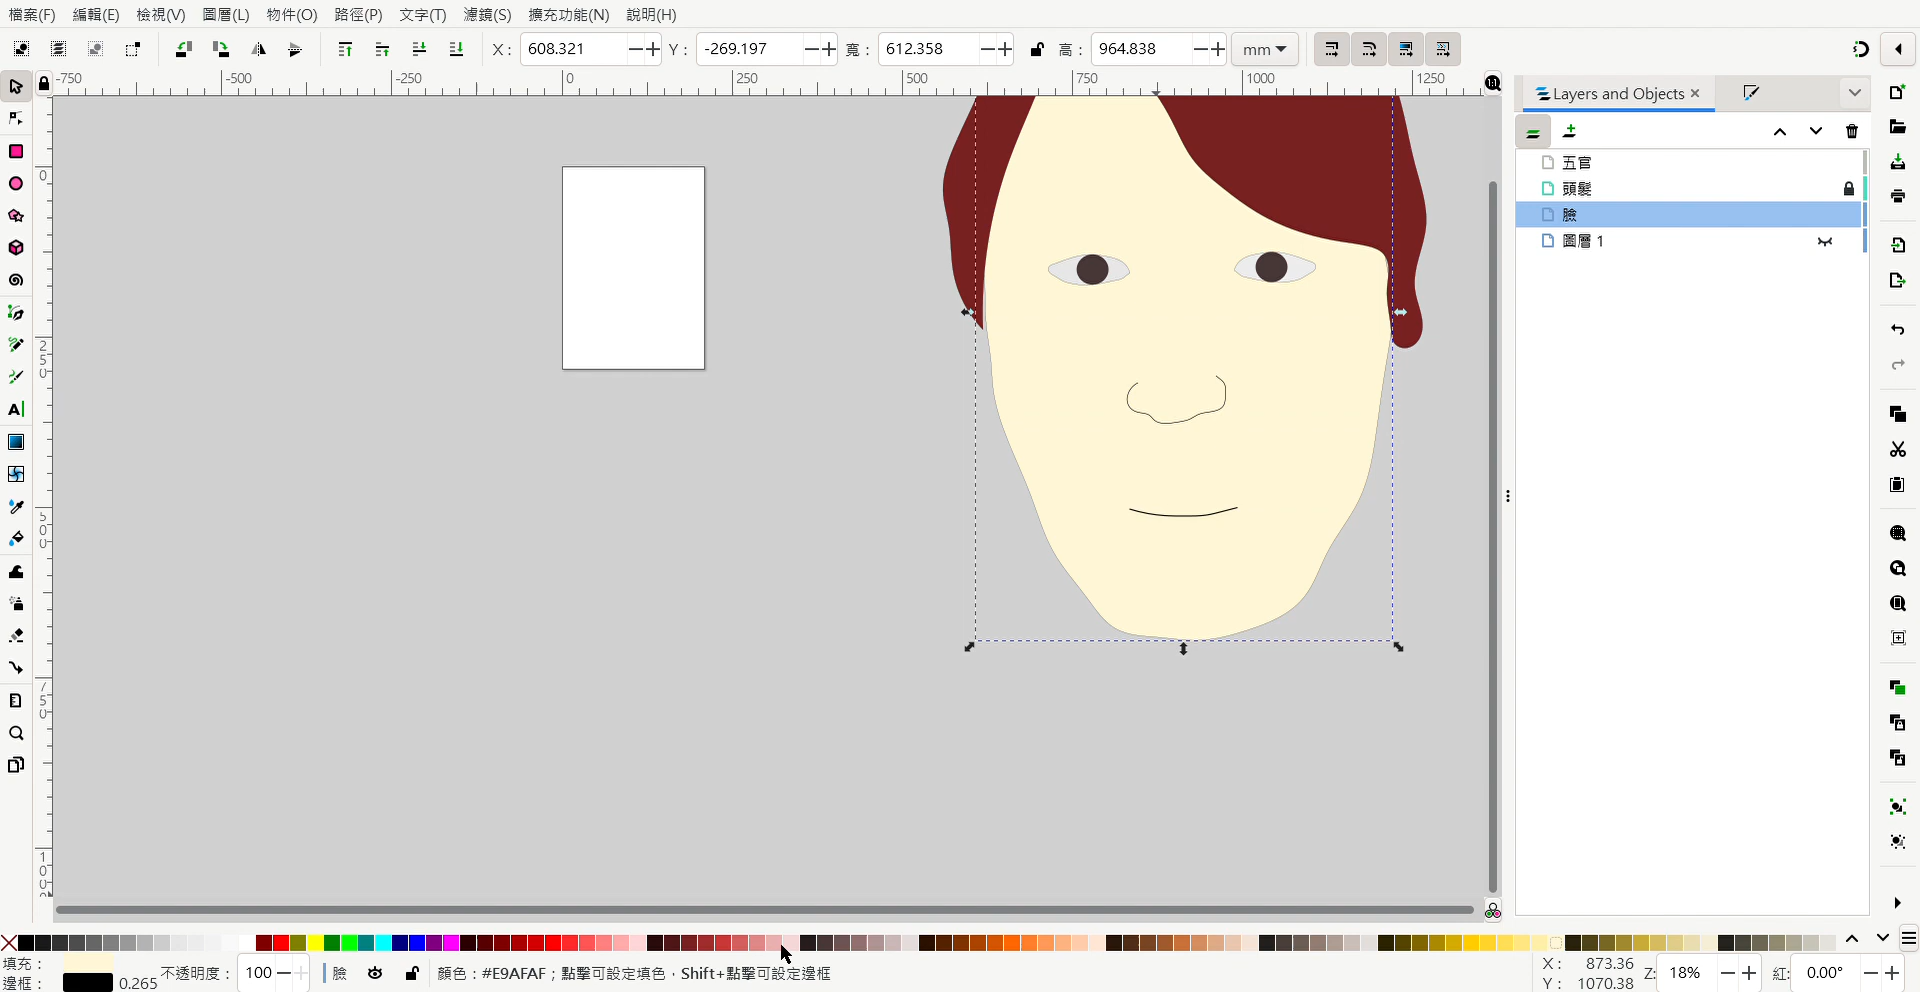 檔案(F) 編輯(E) 檢視(V) 圖層(L) 物件(O) 路徑(P) 文字(T) 濾鏡(S) 擴充功能(N) 說明(H)
X： 608.321 Y： -269.197 寬： 612.358 高： 964.838 mm
-750 -500 -250 0 250 500 750 1000 1250
0
250
500
750
Layers and Objects
五官
頭髮
臉
圖層 1
填充： 不透明度： 100 臉 顏色：#E9AFAF；點擊可設定填色，Shift+點擊可設定邊框 X： 873.36 Z: 18% 紅: 0.00°
邊框： 0.265 Y： 1070.38